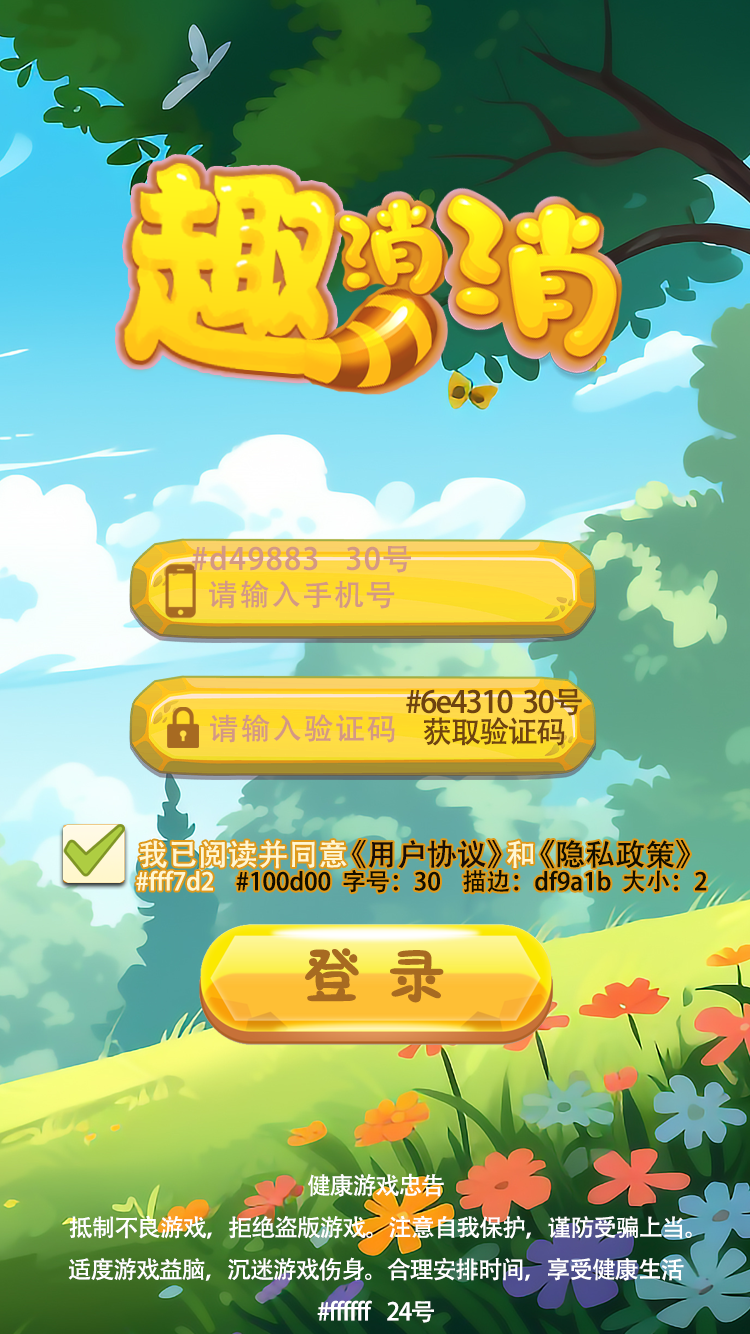 趣消消
#d49883 30号
请输入手机号
#6e4310 30号
请输入验证码 获取验证码
我已阅读并同意《用户协议》和《隐私政策》
#fff7d2 #100d00 字号：30 描边：df9a1b 大小：2
登录
健康游戏忠告
抵制不良游戏，拒绝盗版游戏。注意自我保护，谨防受骗上当。
适度游戏益脑，沉迷游戏伤身。合理安排时间，享受健康生活
#ffffff 24号